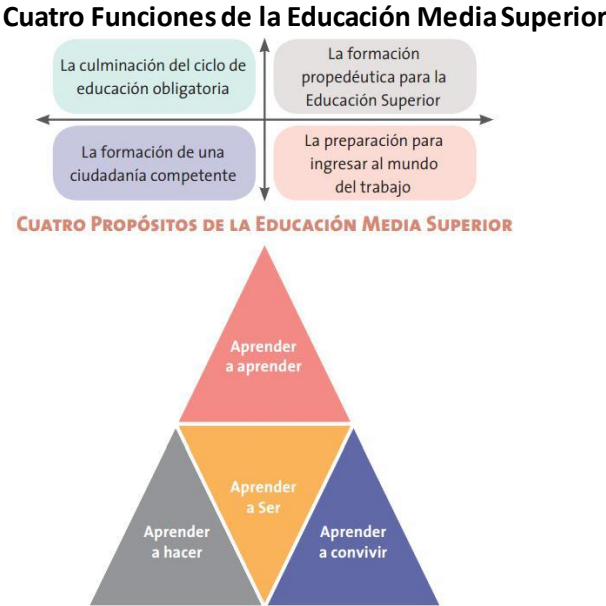 Cuatro Funciones de la Educación Media Superior
La culminación del ciclo de
educación obligatoria
La formación
propedéutica para la
Educación Superior
La formación de una
ciudadanía competente
La preparación para
ingresar al mundo
del trabajo
CUATRO PROPÓSITOS DE LA EDUCACIÓN MEDIA SUPERIOR
Aprender
a aprender
Aprender
a Ser
Aprender
a hacer
Aprender
a convivir